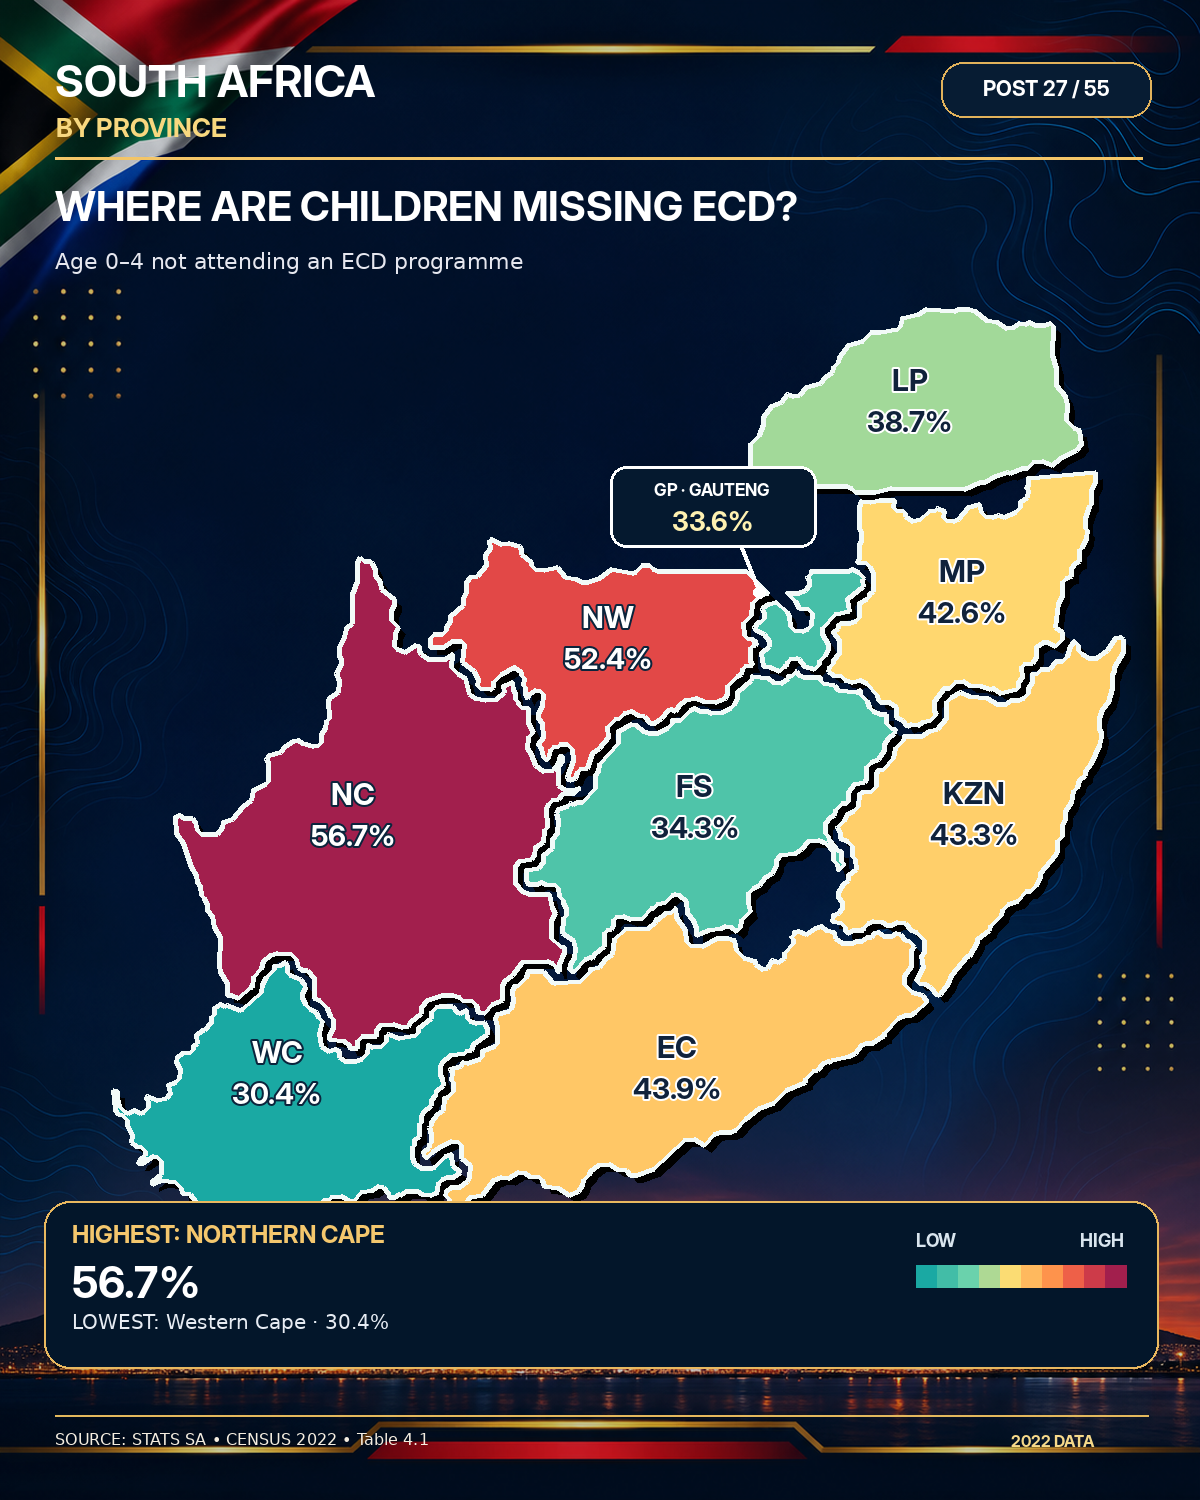 SOUTH AFRICA
BY PROVINCE
POST 27 / 55
WHERE ARE CHILDREN MISSING ECD?
Age 0–4 not attending an ECD programme
LP
38.7%
GP · GAUTENG
33.6%
MP
42.6%
NW
52.4%
NC
56.7%
FS
34.3%
KZN
43.3%
WC
30.4%
EC
43.9%
HIGHEST: NORTHERN CAPE
56.7%
LOWEST: Western Cape · 30.4%
LOW HIGH
SOURCE: STATS SA • CENSUS 2022 • Table 4.1
2022 DATA